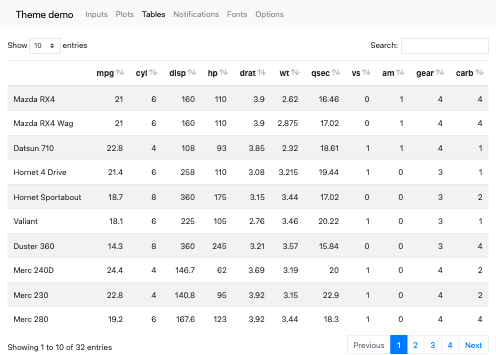 Theme demo Inputs Plots Tables Notifications Fonts Options
Show 10 entries Search:
mpg cyl disp hp drat wt qsec vs am gear carb
Mazda RX4 21 6 160 110 3.9 2.62 16.46 0 1 4 4
Mazda RX4 Wag 21 6 160 110 3.9 2.875 17.02 0 1 4 4
Datsun 710 22.8 4 108 93 3.85 2.32 18.61 1 1 4 1
Hornet 4 Drive 21.4 6 258 110 3.08 3.215 19.44 1 0 3 1
Hornet Sportabout 18.7 8 360 175 3.15 3.44 17.02 0 0 3 2
Valiant 18.1 6 225 105 2.76 3.46 20.22 1 0 3 1
Duster 360 14.3 8 360 245 3.21 3.57 15.84 0 0 3 4
Merc 240D 24.4 4 146.7 62 3.69 3.19 20 1 0 4 2
Merc 230 22.8 4 140.8 95 3.92 3.15 22.9 1 0 4 2
Merc 280 19.2 6 167.6 123 3.92 3.44 18.3 1 0 4 4
Showing 1 to 10 of 32 entries Previous 1 2 3 4 Next